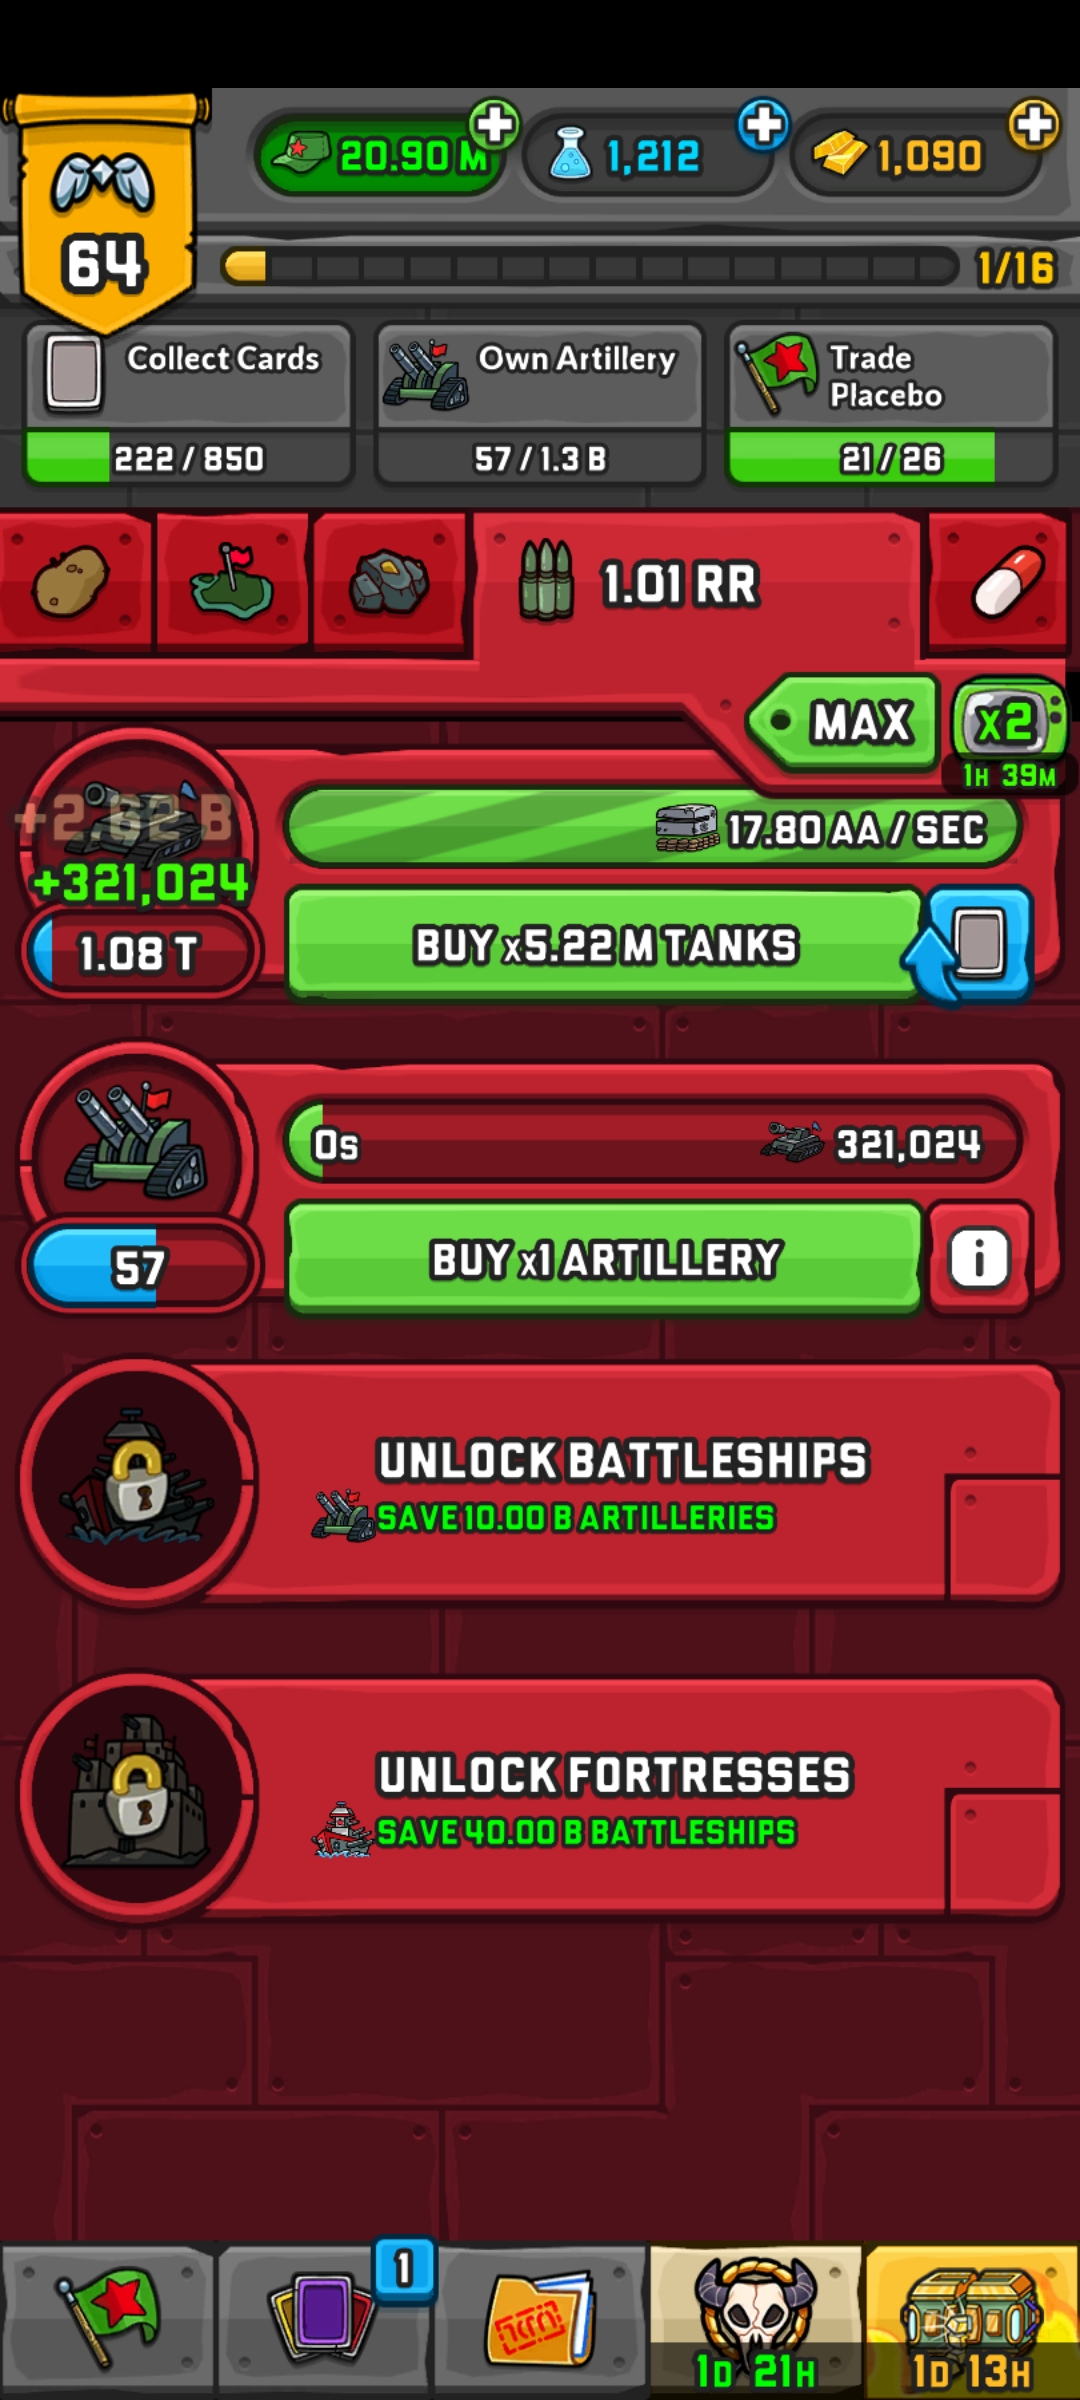 64
20.90 M
1,212
1,090
1/16
Collect Cards
222 / 850
Own Artillery
57 / 1.3 B
Trade
Placebo
21 / 26
1.01 RR
MAX
x2
1H 39M
+2.62 B
+321,024
1.08 T
17.80 AA / SEC
BUY x5.22 M TANKS
0s
321,024
57
BUY x1 ARTILLERY
i
UNLOCK BATTLESHIPS
SAVE 10.00 B ARTILLERIES
UNLOCK FORTRESSES
SAVE 40.00 B BATTLESHIPS
1
1D 21H
1D 13H